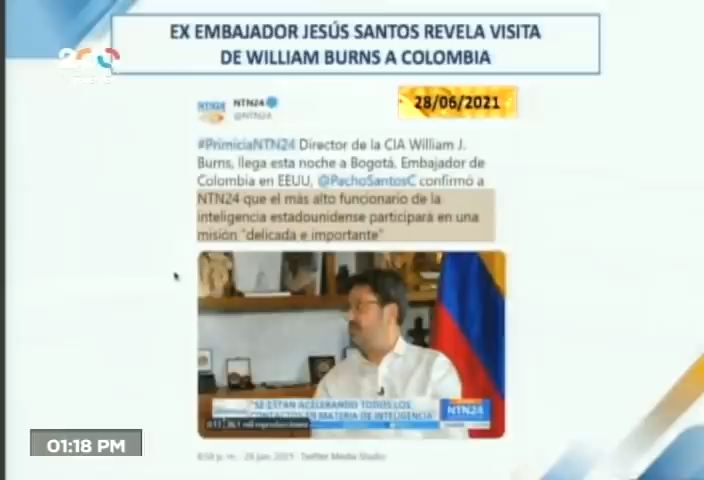 EX EMBAJADOR JESÚS SANTOS REVELA VISITA
DE WILLIAM BURNS A COLOMBIA
28/06/2021
NTN24
@NTN24
#PrimiciaNTN24 Director de la CIA William J.
Burns, llega esta noche a Bogotá. Embajador de
Colombia en EEUU, @PachoSantosC confirmó a
NTN24 que el más alto funcionario de la
inteligencia estadounidense participará en una
misión "delicada e importante"
"SE ESTÁN ACELERANDO TODOS LOS
CONTACTOS EN MATERIA DE INTELIGENCIA"
NTN24
Twitter Media Studio
01:18 PM